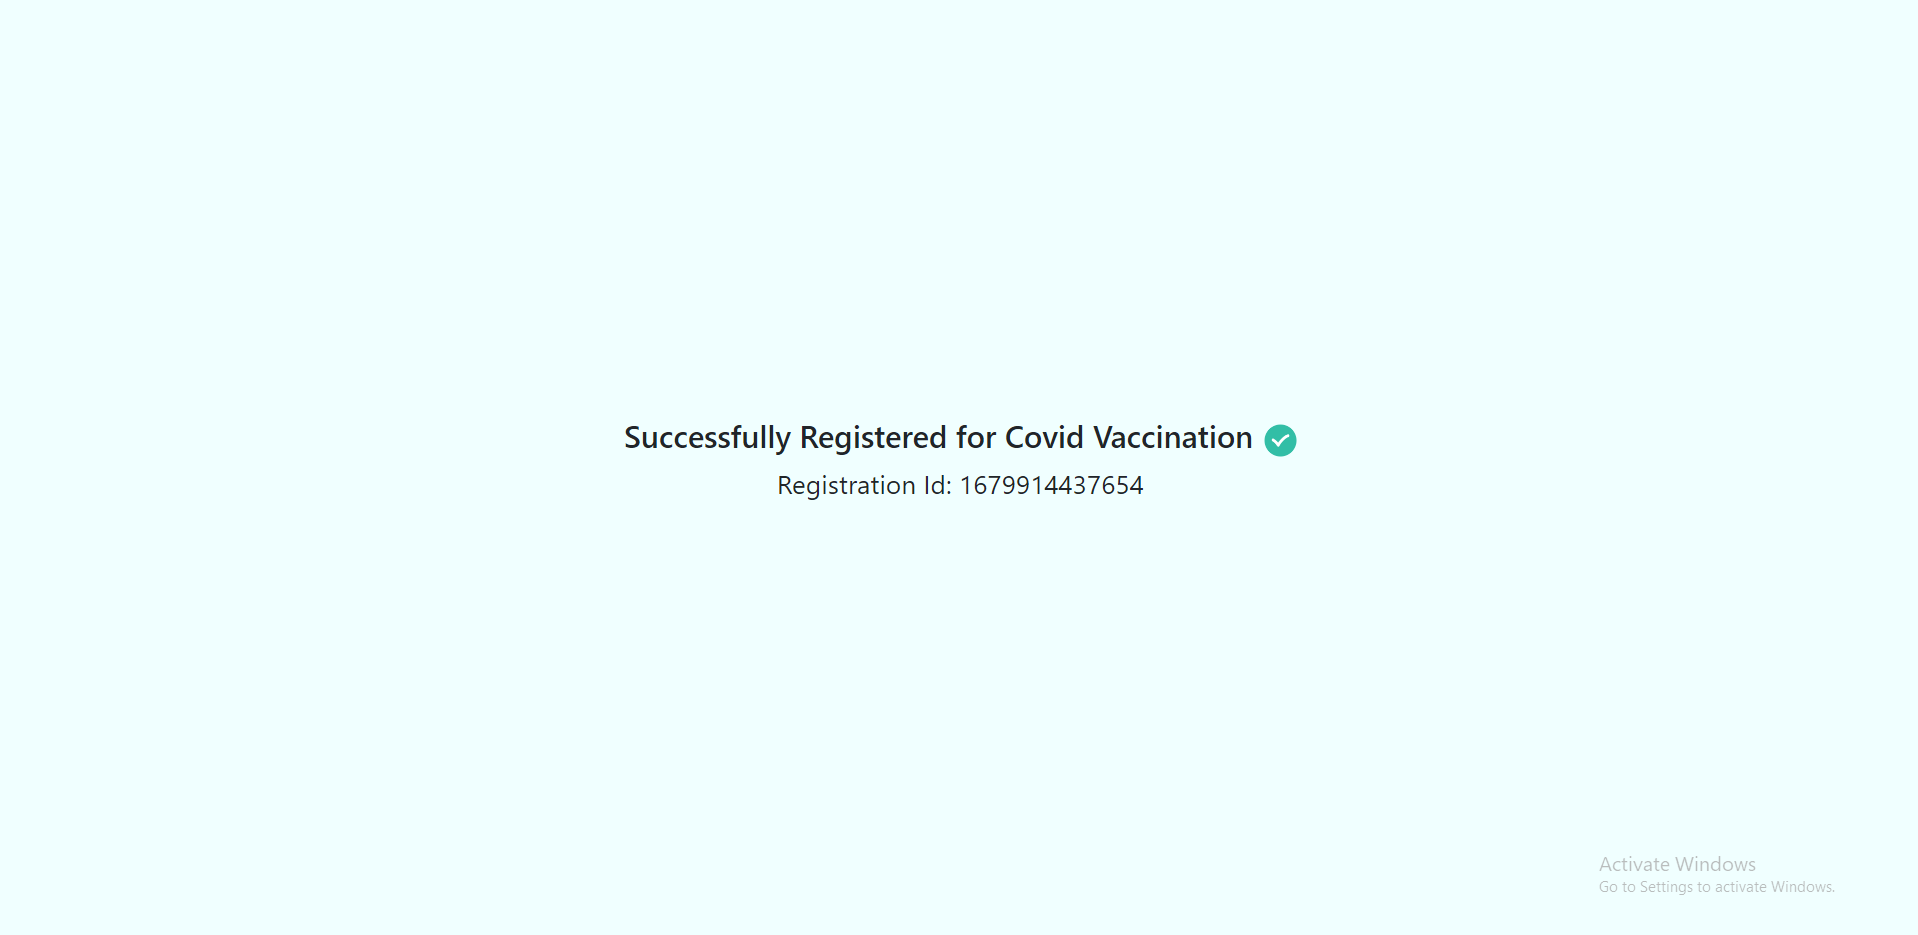 Successfully Registered for Covid Vaccination
Registration Id: 1679914437654
Activate Windows
Go to Settings to activate Windows.